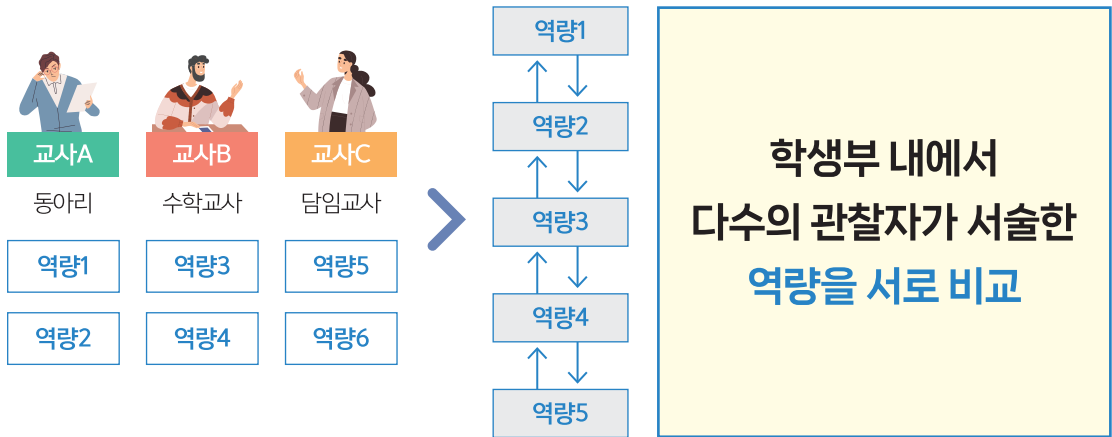 교사A
교사B
교사C
동아리
수학교사
담임교사
역량1
역량3
역량5
역량2
역량4
역량6
역량1
역량2
역량3
역량4
역량5
학생부 내에서
다수의 관찰자가 서술한
역량을 서로 비교